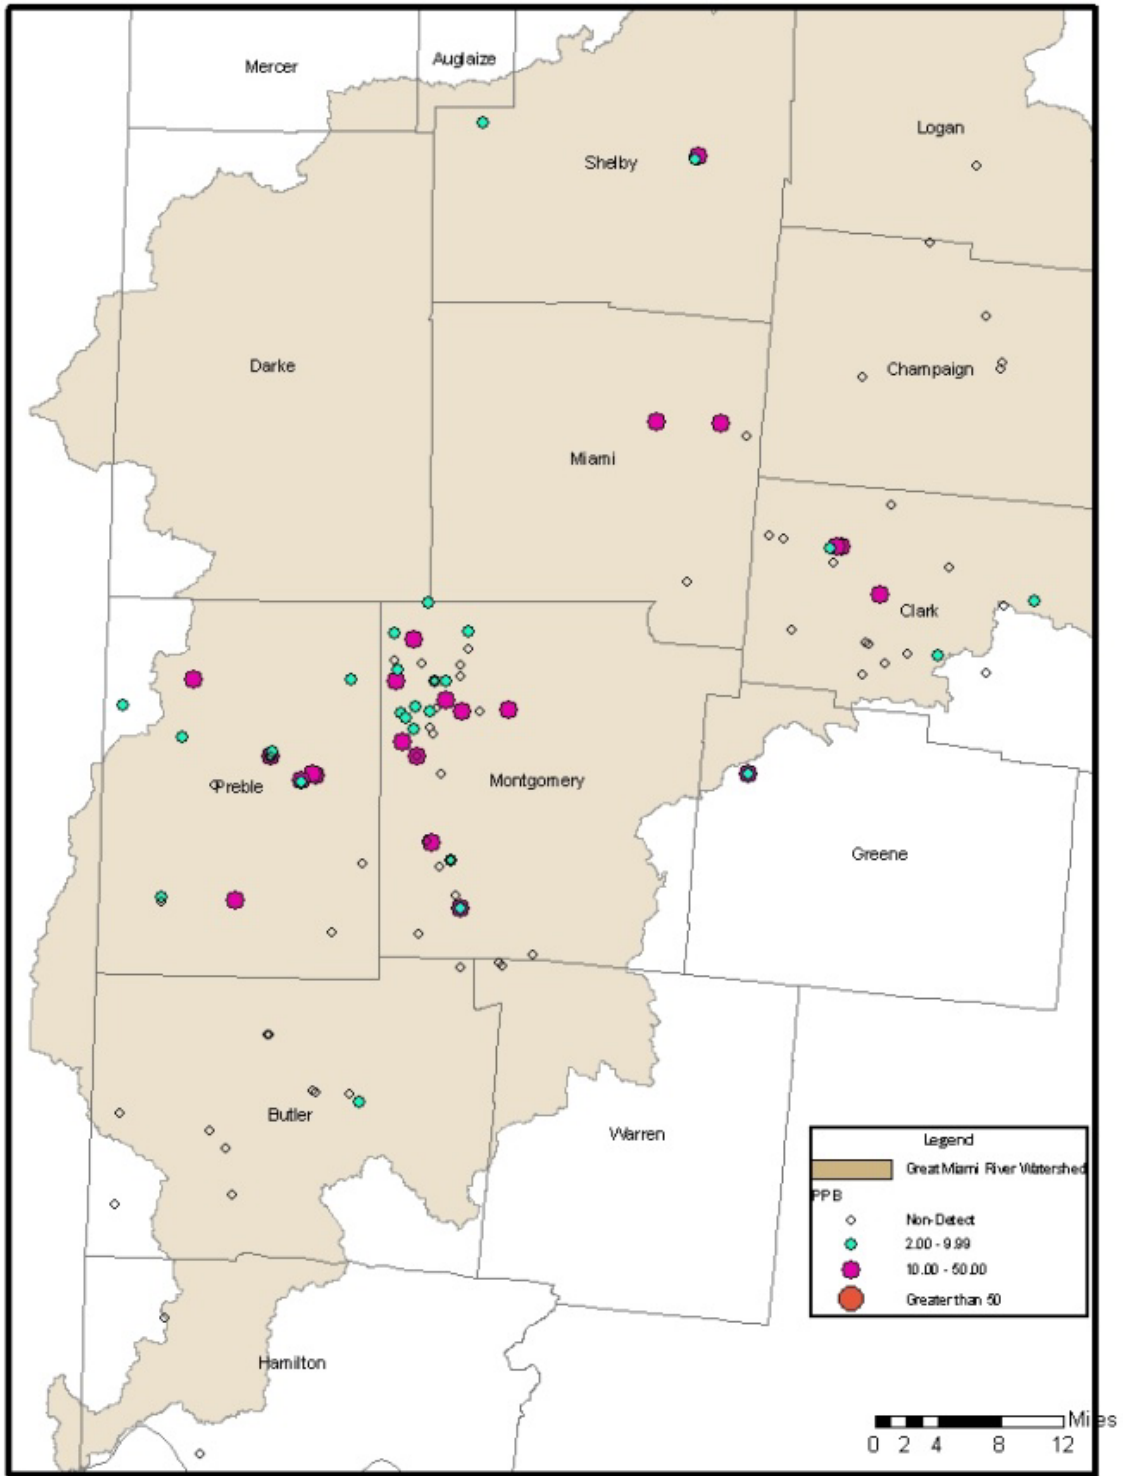 Mercer
Auglaize
Logan
Shelby
Darke
Champaign
Miami
Clark
Preble
Montgomery
Greene
Butler
Warren
Hamilton
Legend
Great Miami River Watershed
PPB
Non-Detect
2.00 - 9.99
10.00 - 50.00
Greater than 50
Miles
0 2 4 8 12